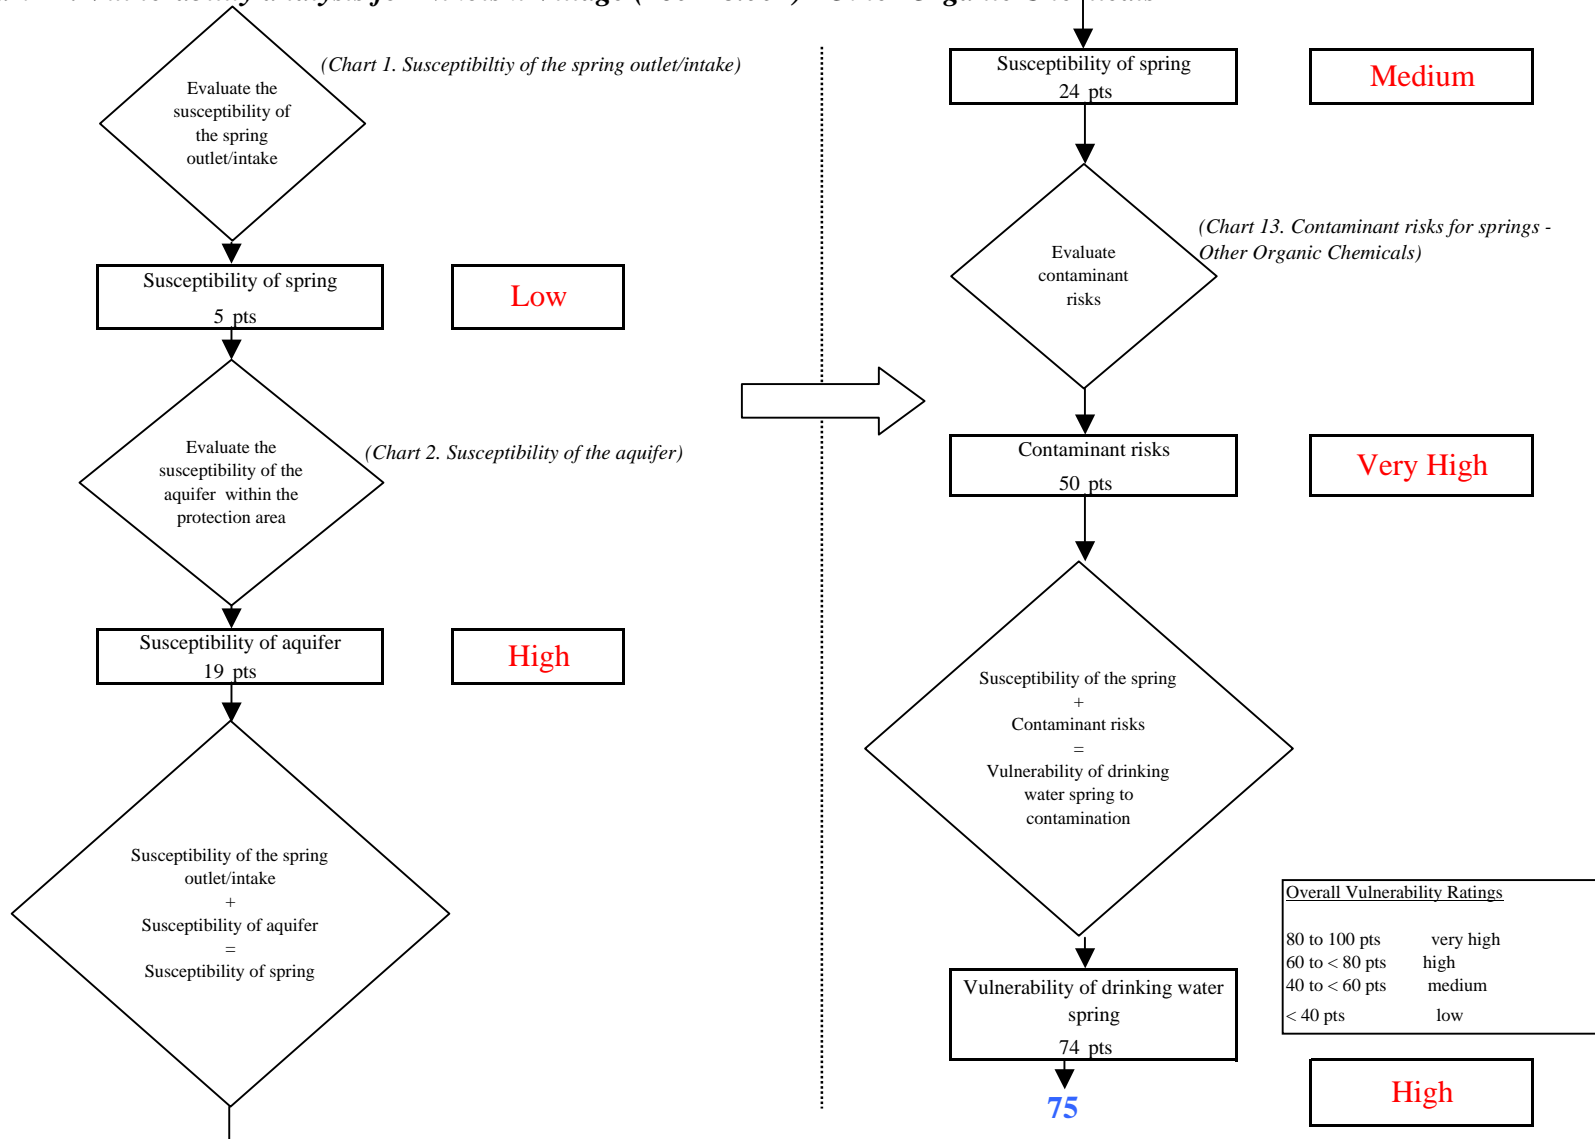 (Chart 1. Susceptibiltiy of the spring outlet/intake)
Evaluate the
susceptibility of
the spring
outlet/intake
Susceptibility of spring
5 pts
Low
Evaluate the
susceptibility of the
aquifer within the
protection area
(Chart 2. Susceptibility of the aquifer)
Susceptibility of aquifer
19 pts
High
Susceptibility of the spring
outlet/intake
+
Susceptibility of aquifer
=
Susceptibility of spring
Susceptibility of spring
24 pts
Medium
(Chart 13. Contaminant risks for springs -
Other Organic Chemicals)
Evaluate
contaminant
risks
Contaminant risks
50 pts
Very High
Susceptibility of the spring
+
Contaminant risks
=
Vulnerability of drinking
water spring to
contamination
Overall Vulnerability Ratings
80 to 100 pts very high
60 to < 80 pts high
40 to < 60 pts medium
< 40 pts low
Vulnerability of drinking water
spring
74 pts
High
75